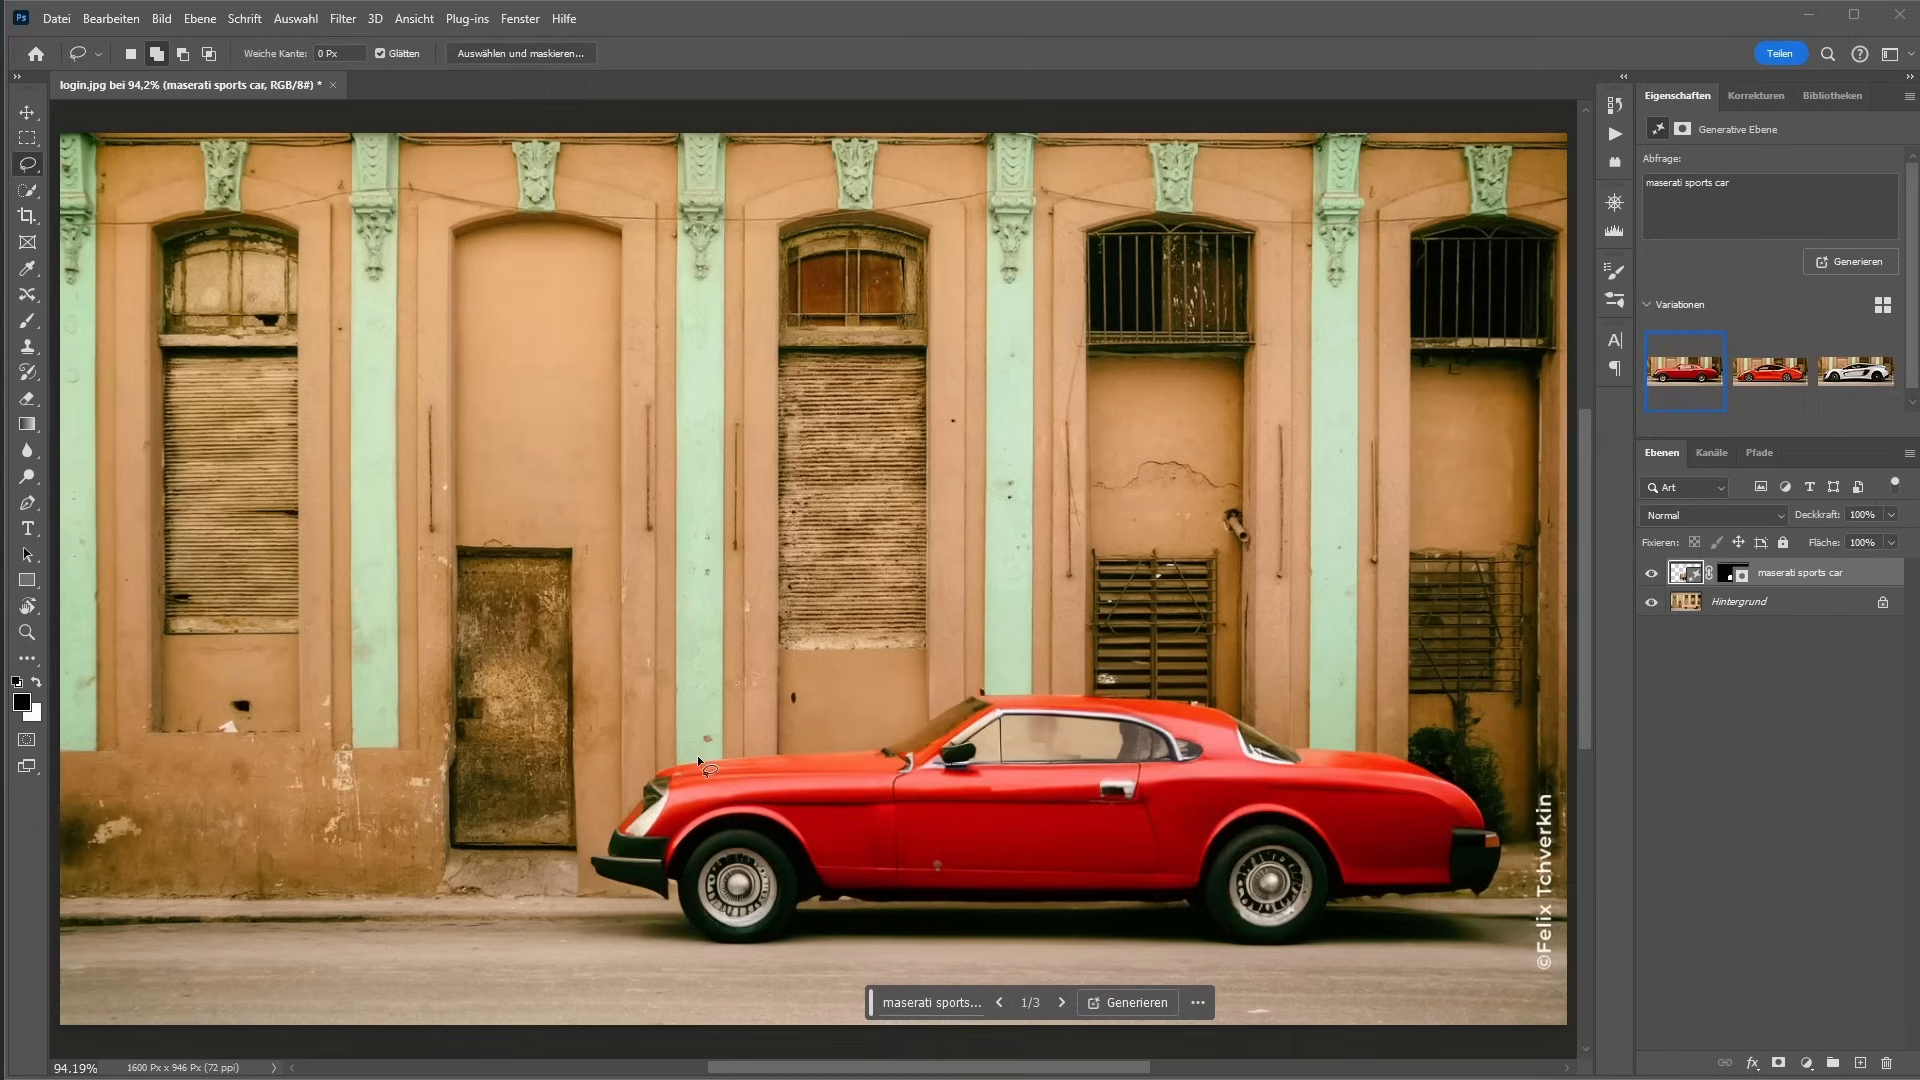 Ps Datei Bearbeiten Bild Ebene Schrift Auswahl Filter 3D Ansicht Plug-ins Fenster Hilfe
Weiche Kante: 0 Px Glätten Auswählen und maskieren... Teilen
login.jpg bei 94,2% (maserati sports car, RGB/8#) *
Eigenschaften Korrekturen Bibliotheken
Generative Ebene
Abfrage:
maserati sports car
Generieren
Variationen
Ebenen Kanäle Pfade
Art
Normal Deckkraft: 100%
Fixieren: Fläche: 100%
maserati sports car
Hintergrund
©Felix Tchverkin
maserati sports... 1/3 Generieren
94.19% 1600 Px x 946 Px (72 ppi)